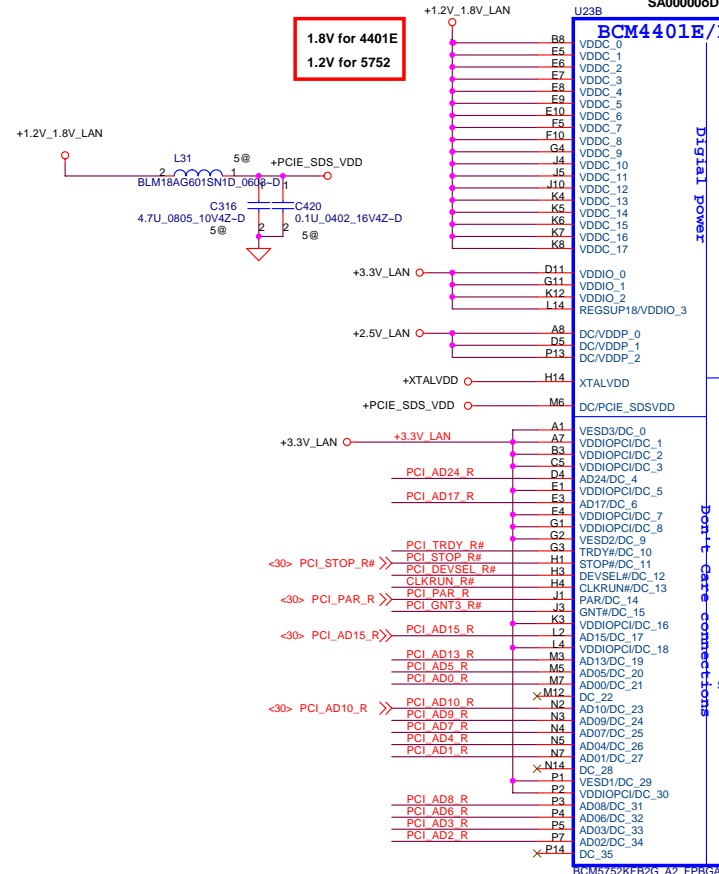 SA000008D
+1.2V_1.8V_LAN
U23B
BCM4401E/
1.8V for 4401E
1.2V for 5752
B8 VDDC_0
E5 VDDC_1
E6 VDDC_2
E7 VDDC_3
E8 VDDC_4
E9 VDDC_5
E10 VDDC_6
F5 VDDC_7
F10 VDDC_8
G4 VDDC_9
J4 VDDC_10
J5 VDDC_11
J10 VDDC_12
K4 VDDC_13
K5 VDDC_14
K6 VDDC_15
K7 VDDC_16
K8 VDDC_17
Digial power
+1.2V_1.8V_LAN
L31 5@
2 1 +PCIE_SDS_VDD
BLM18AG601SN1D_0603~D
1 1
C316 C420
4.7U_0805_10V4Z~D 0.1U_0402_16V4Z~D
2 2
5@ 5@
+3.3V_LAN
D11 VDDIO_0
G11 VDDIO_1
K12 VDDIO_2
L14 REGSUP18/VDDIO_3
+2.5V_LAN
A8 DC/VDDP_0
D5 DC/VDDP_1
P13 DC/VDDP_2
+XTALVDD H14 XTALVDD
+PCIE_SDS_VDD M6 DC/PCIE_SDSVDD
+3.3V_LAN +3.3V_LAN
A1 VESD3/DC_0
A7 VDDIOPCI/DC_1
B3 VDDIOPCI/DC_2
C5 VDDIOPCI/DC_3
PCI_AD24_R D4 AD24/DC_4
E1 VDDIOPCI/DC_5
PCI_AD17_R E3 AD17/DC_6
E4 VDDIOPCI/DC_7
G1 VDDIOPCI/DC_8
G2 VESD2/DC_9
PCI_TRDY_R# G3 TRDY#/DC_10
<30> PCI_STOP_R# PCI_STOP_R# H1 STOP#/DC_11
PCI_DEVSEL_R# H3 DEVSEL#/DC_12
CLKRUN_R# H4 CLKRUN#/DC_13
<30> PCI_PAR_R PCI_PAR_R J1 PAR/DC_14
PCI_GNT3_R# J3 GNT#/DC_15
K3 VDDIOPCI/DC_16
<30> PCI_AD15_R PCI_AD15_R L2 AD15/DC_17
L4 VDDIOPCI/DC_18
PCI_AD13_R M3 AD13/DC_19
PCI_AD5_R M5 AD05/DC_20
PCI_AD0_R M7 AD00/DC_21
M12 DC_22
<30> PCI_AD10_R PCI_AD10_R N2 AD10/DC_23
PCI_AD9_R N3 AD09/DC_24
PCI_AD7_R N4 AD07/DC_25
PCI_AD4_R N5 AD04/DC_26
PCI_AD1_R N7 AD01/DC_27
N14 DC_28
P1 VESD1/DC_29
P2 VDDIOPCI/DC_30
PCI_AD8_R P3 AD08/DC_31
PCI_AD6_R P4 AD06/DC_32
PCI_AD3_R P5 AD03/DC_33
PCI_AD2_R P7 AD02/DC_34
P14 DC_35
Don't Care connections
BCM5752KFB2G_A2_FPBGA